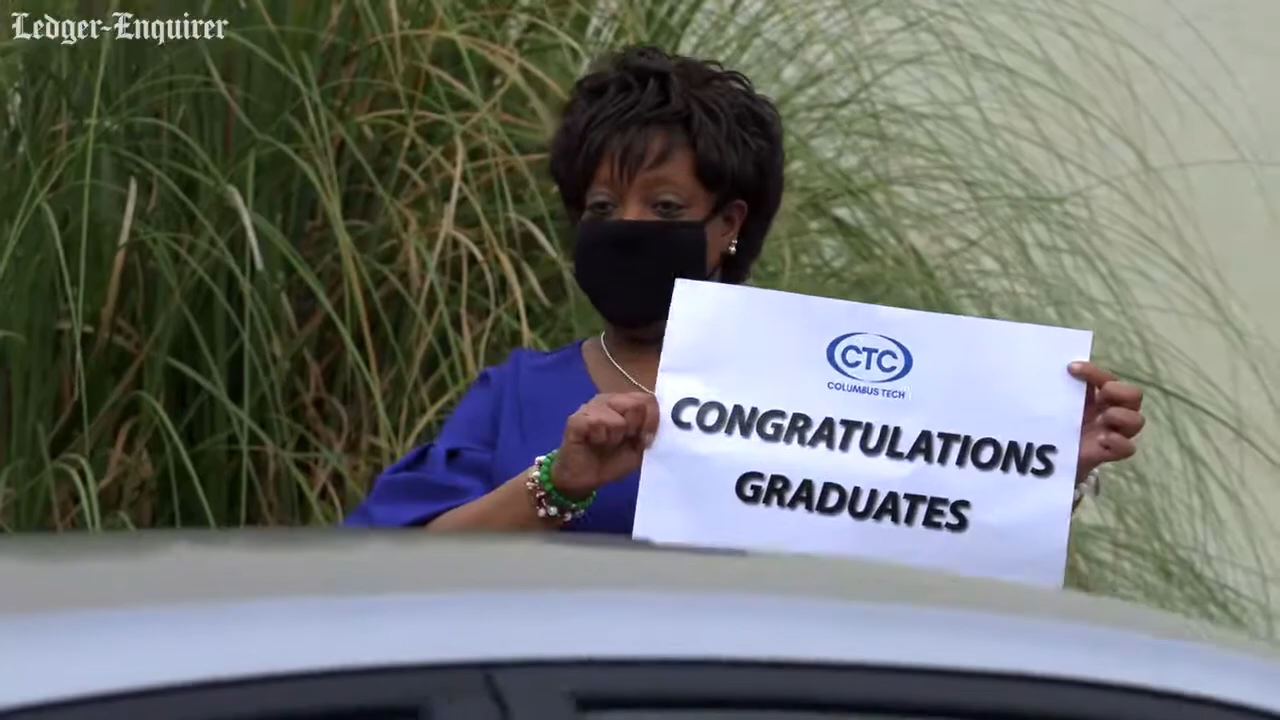 Ledger-Enquirer
CTC
COLUMBUS TECH
CONGRATULATIONS
GRADUATES